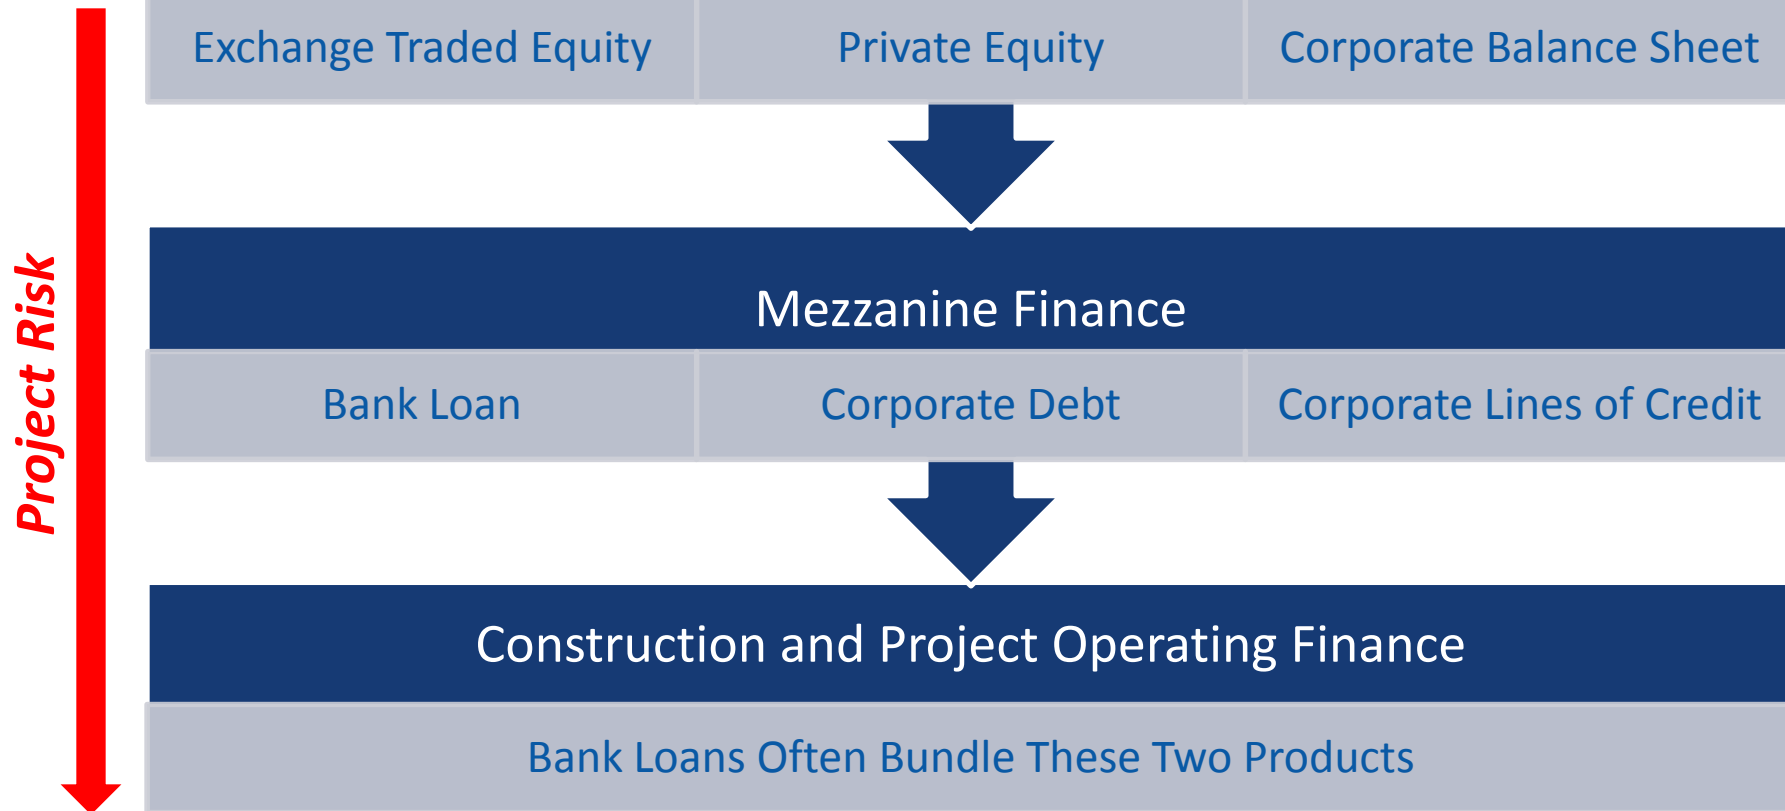 Exchange Traded Equity
Private Equity
Corporate Balance Sheet
Project Risk
Mezzanine Finance
Bank Loan
Corporate Debt
Corporate Lines of Credit
Construction and Project Operating Finance
Bank Loans Often Bundle These Two Products